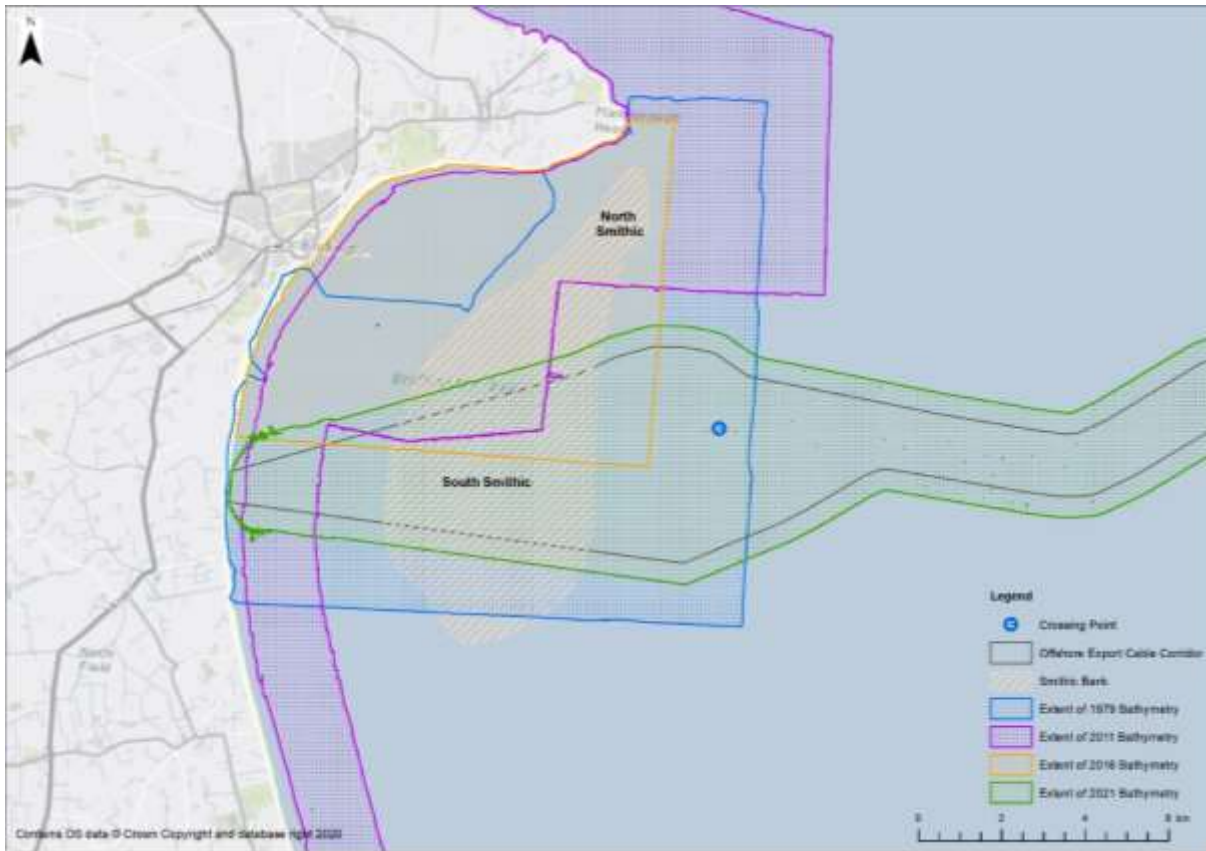 N
North
Smithic
South Smithic
Legend
Crossing Point
Offshore Export Cable Corridor
Smithic Bank
Extent of 1979 Bathymetry
Extent of 2011 Bathymetry
Extent of 2016 Bathymetry
Extent of 2021 Bathymetry
Contains OS data © Crown Copyright and database right 2020
0 2 4 8 km